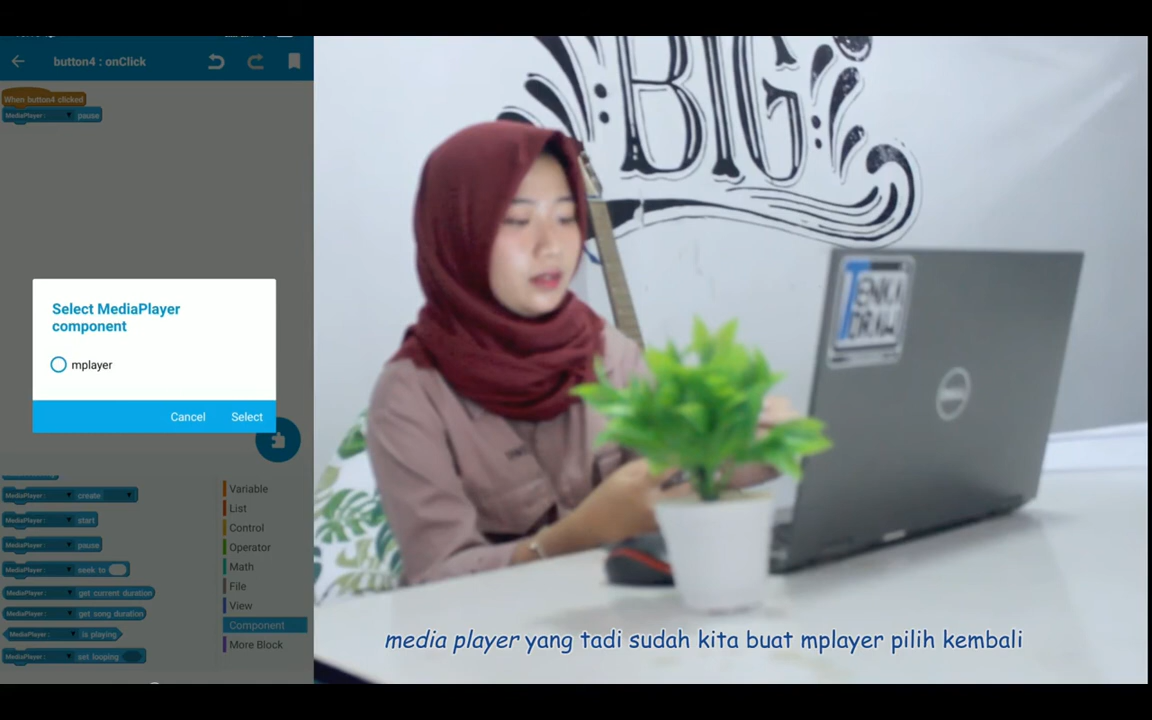 button4 : onClick
When button4 clicked
MediaPlayer : pause
Select MediaPlayer
component
mplayer
Cancel Select
MediaPlayer : create
MediaPlayer : start
MediaPlayer : pause
MediaPlayer : seek to
MediaPlayer : get current duration
MediaPlayer : get song duration
MediaPlayer : is playing
MediaPlayer : set looping
Variable
List
Control
Operator
Math
File
View
Component
More Block
BIG
DELL
media player yang tadi sudah kita buat mplayer pilih kembali